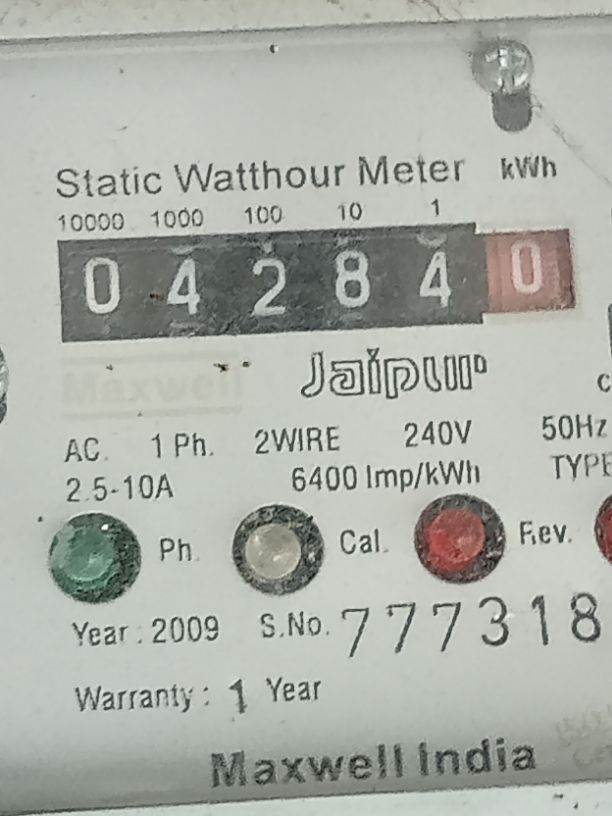 Static Watthour Meter kWh
10000 1000 100 10 1
0 4 2 8 4 0
Maxwell
Jaipur
AC. 1 Ph. 2WIRE 240V 50Hz
2.5-10A 6400 Imp/kWh TYPE
Ph. Cal. Rev.
Year : 2009 S.No. 777318
Warranty : 1 Year
Maxwell India